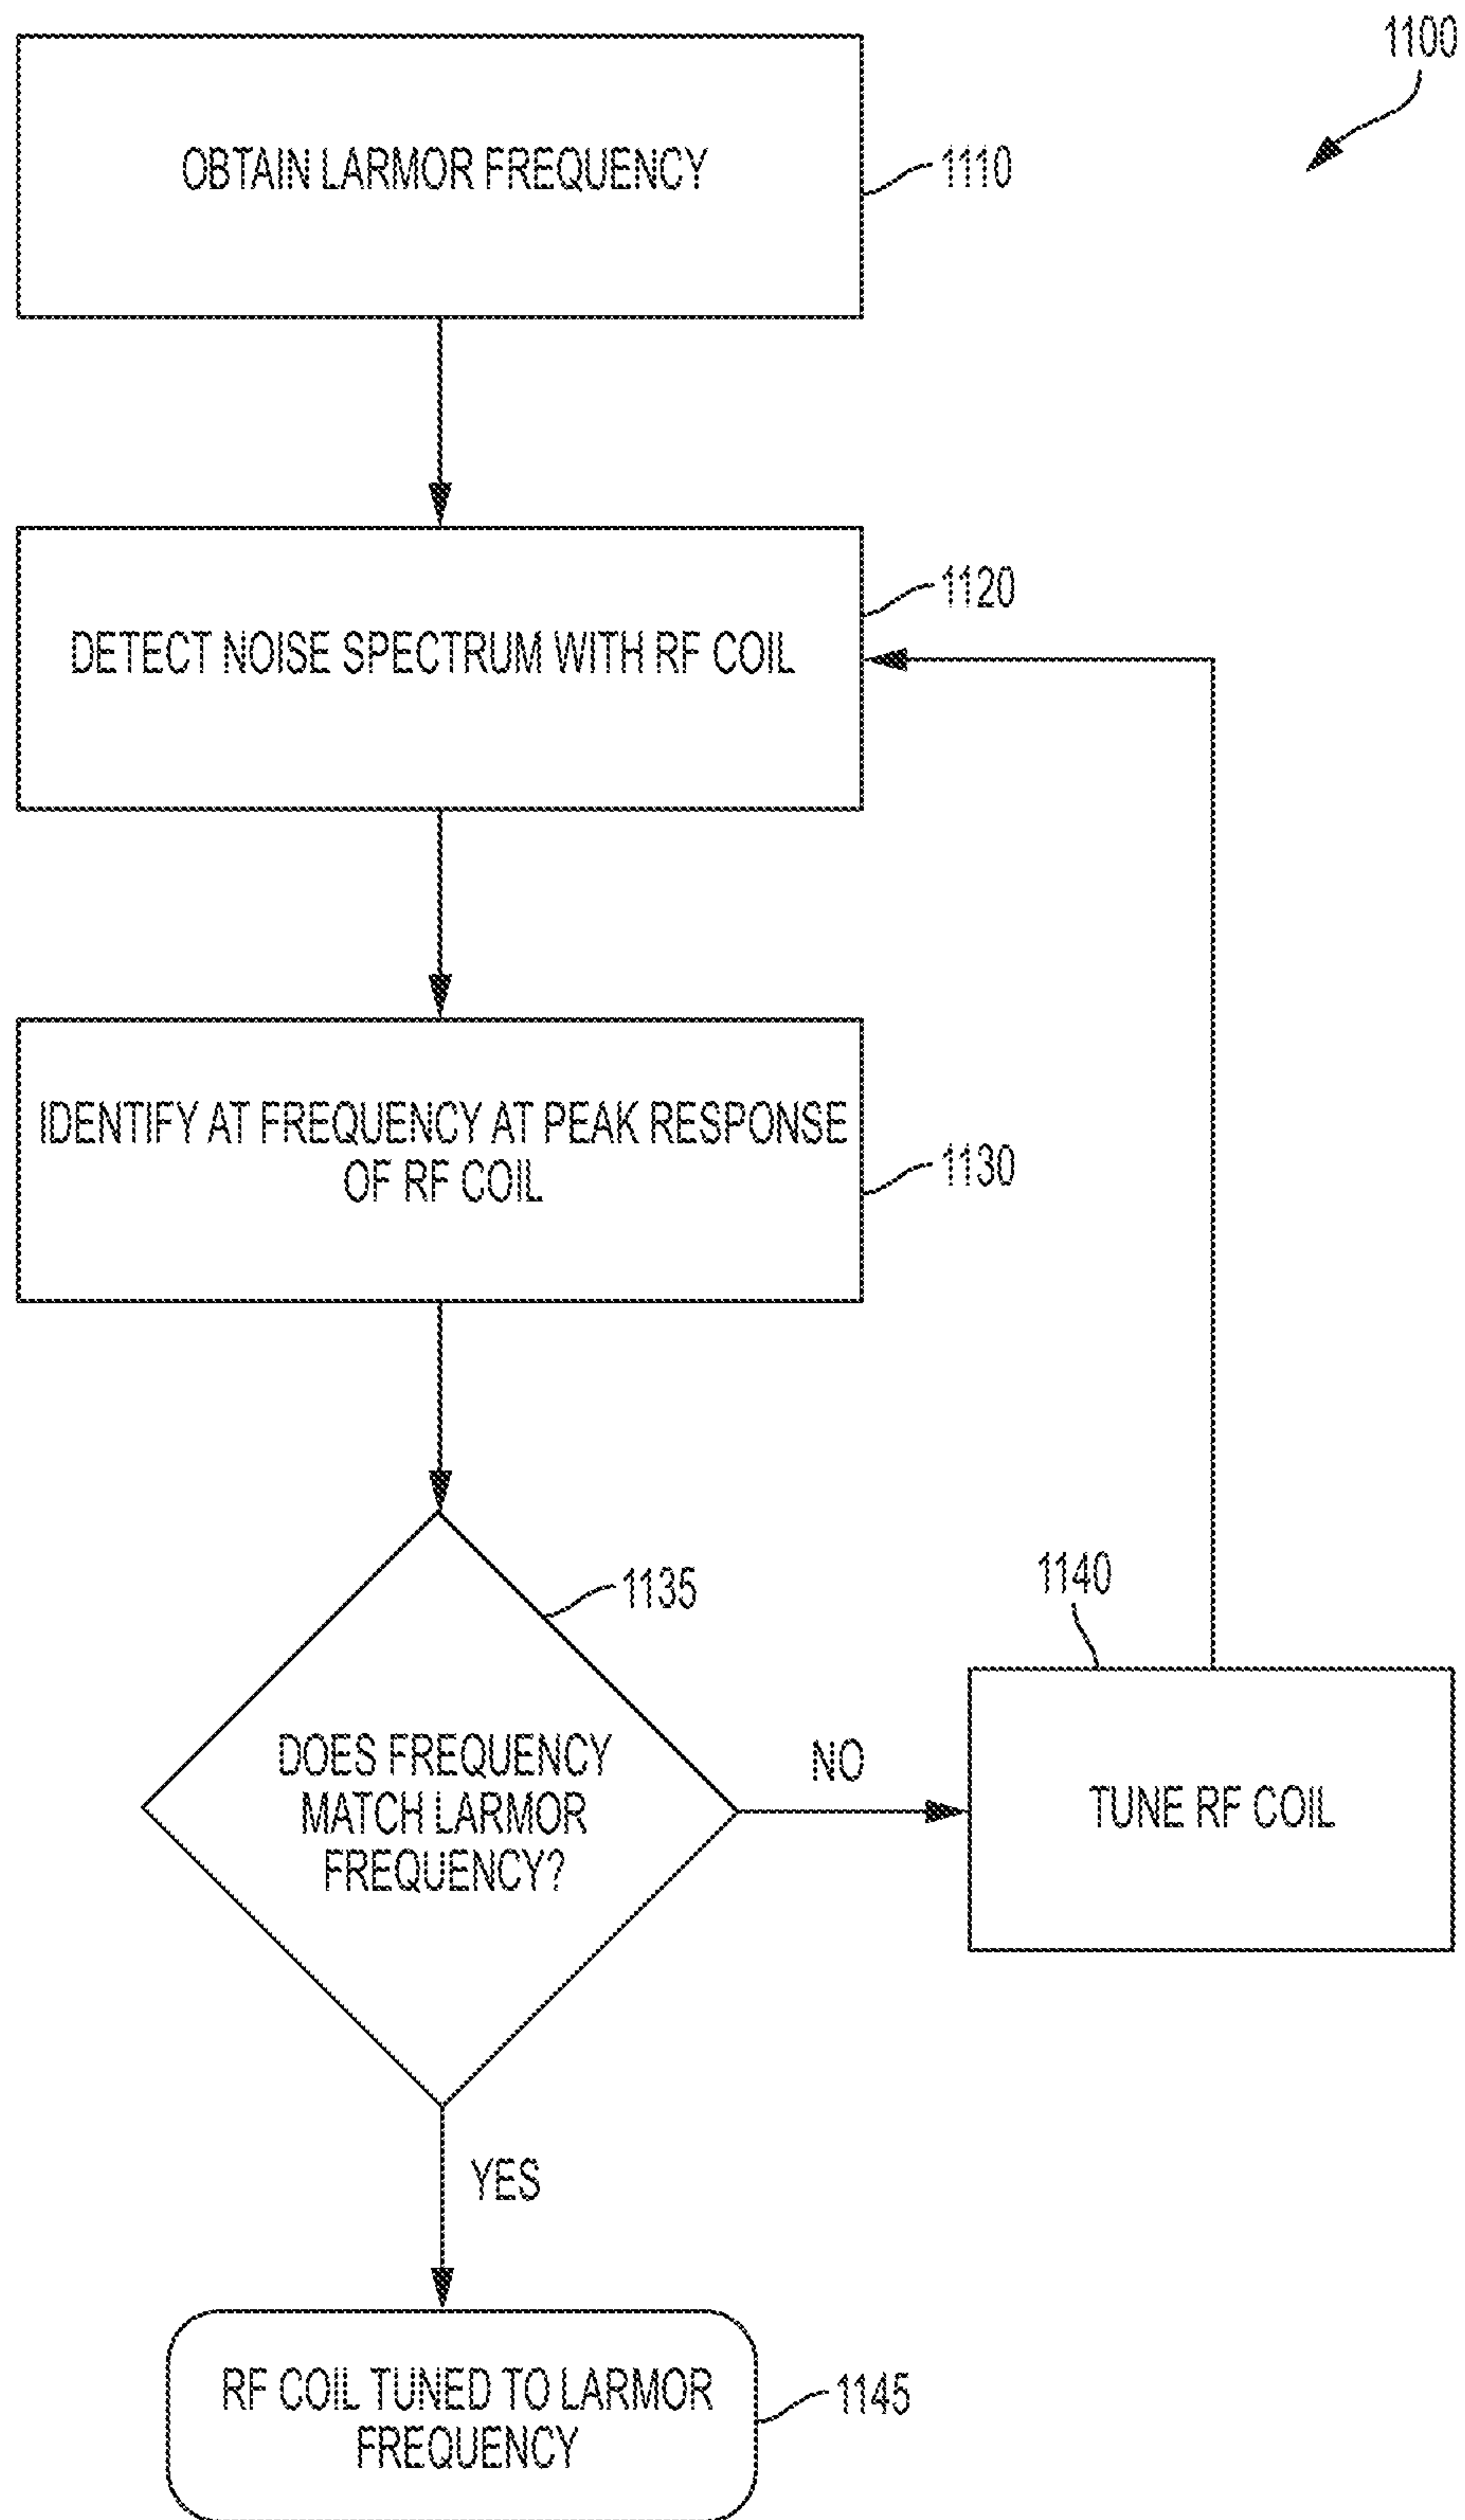 1100
OBTAIN LARMOR FREQUENCY
1110
1120
DETECT NOISE SPECTRUM WITH RF COIL
IDENTIFY AT FREQUENCY AT PEAK RESPONSE
OF RF COIL
1130
1135
1140
DOES FREQUENCY
MATCH LARMOR
FREQUENCY?
NO
TUNE RF COIL
YES
RF COIL TUNED TO LARMOR
FREQUENCY
1145